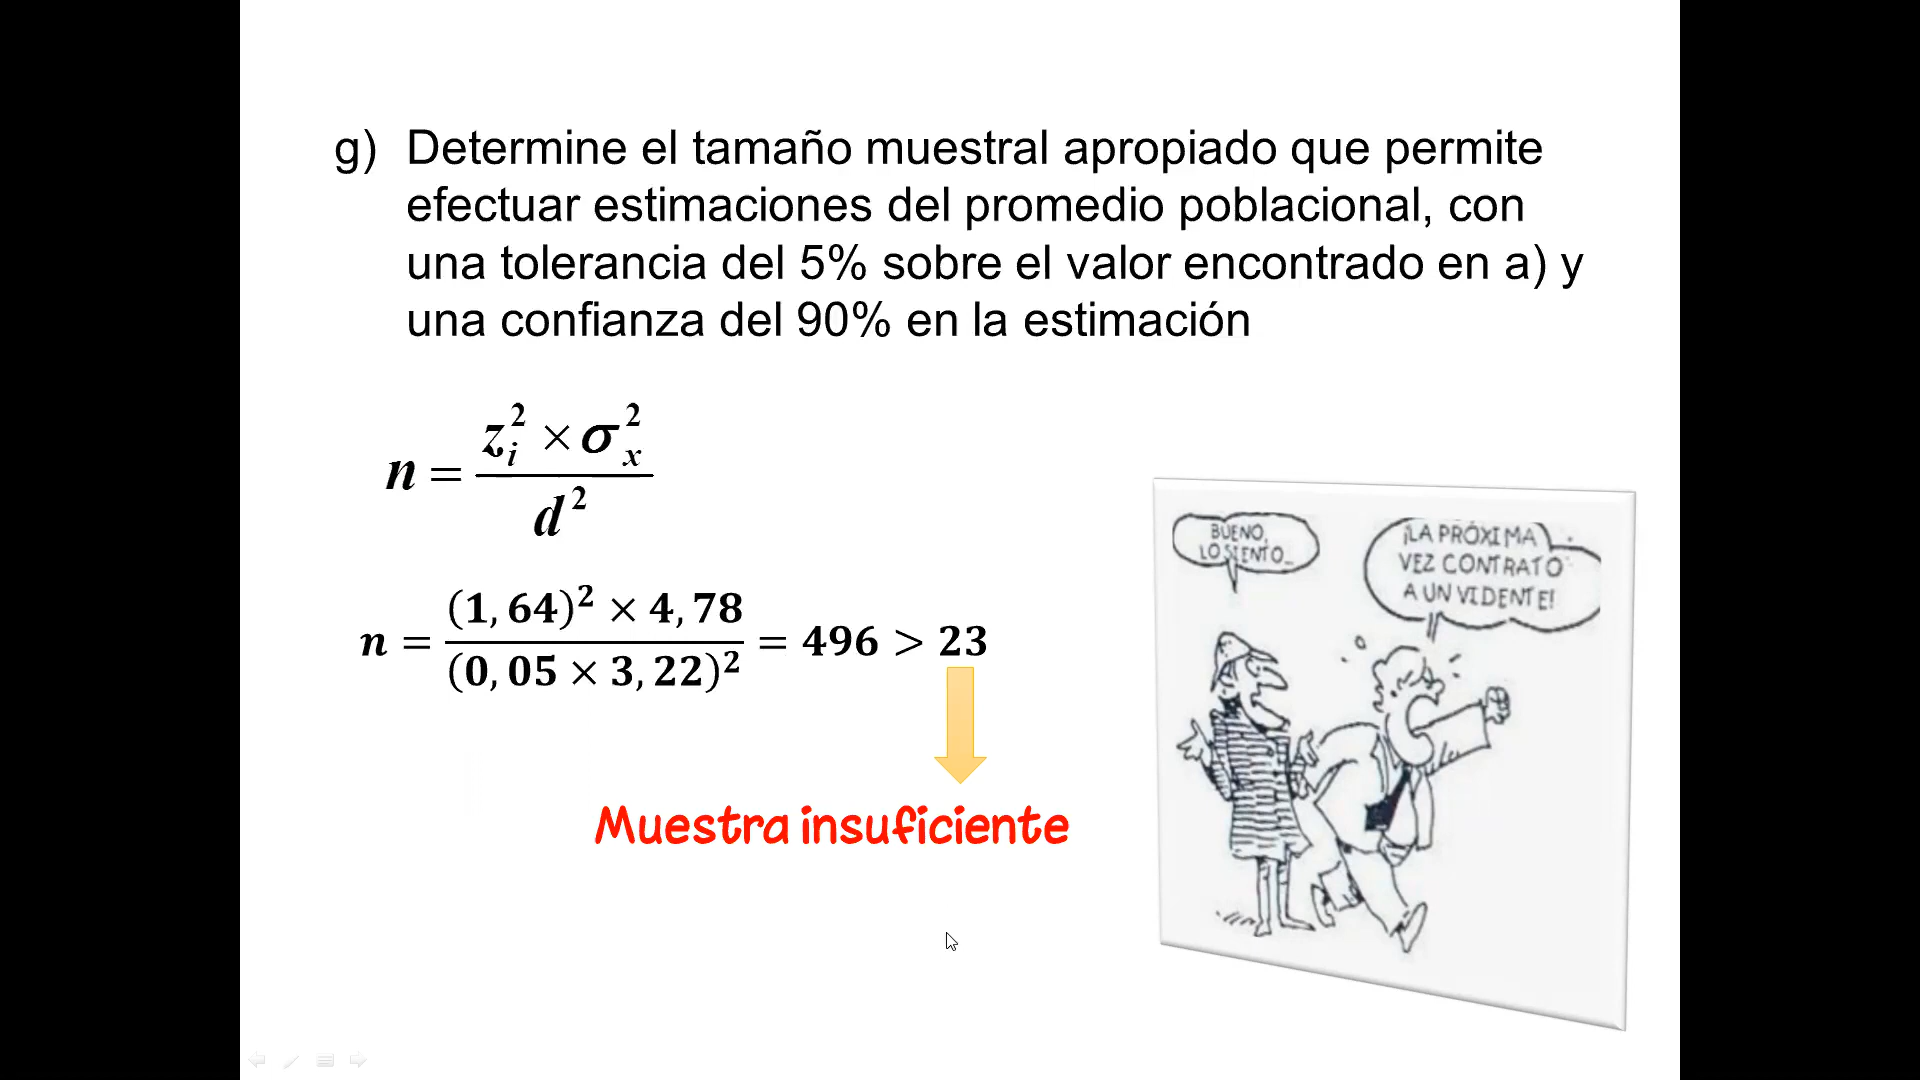 g) Determine el tamaño muestral apropiado que permite
efectuar estimaciones del promedio poblacional, con
una tolerancia del 5% sobre el valor encontrado en a) y
una confianza del 90% en la estimación
n = z_i^2 × σ_x^2 / d^2
n = (1,64)^2 × 4,78 / (0,05 × 3,22)^2 = 496 > 23
Muestra insuficiente
BUENO,
LO SIENTO...
¡LA PRÓXIMA
VEZ CONTRATO
A UN VIDENTE!